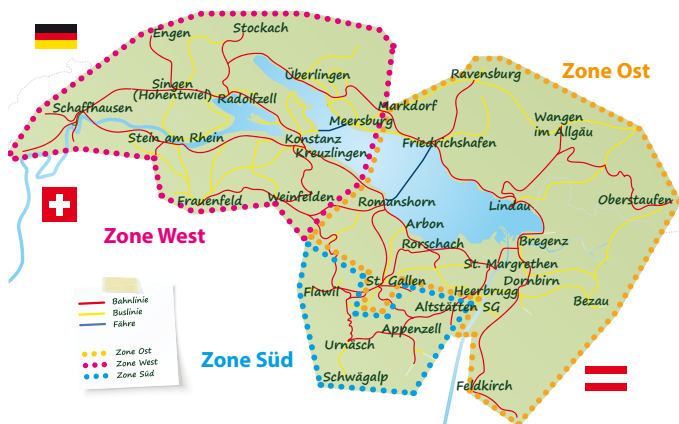 Engen
Stockach
Überlingen
Ravensburg
Zone Ost
Singen
(Hohentwiel)
Radolfzell
Schaffhausen
Markdorf
Meersburg
Wangen
im Allgäu
Stein am Rhein
Konstanz
Kreuzlingen
Friedrichshafen
Frauenfeld
Weinfelden
Romanshorn
Lindau
Oberstaufen
Zone West
Arbon
Rorschach
Bregenz
St. Margrethen
Dornbirn
Flawil
St. Gallen
Heerbrugg
Altstätten SG
Bezau
Bahnlinie
Buslinie
Fähre
Zone Ost
Zone West
Zone Süd
Appenzell
Urnäsch
Zone Süd
Schwägalp
Feldkirch